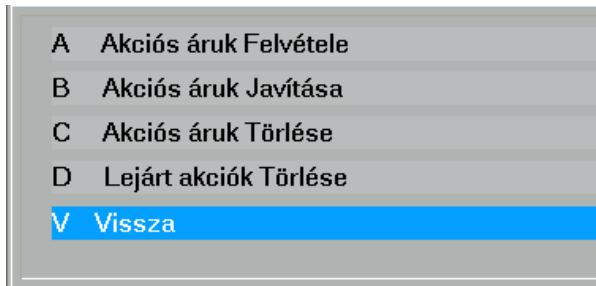 A Akciós áruk Felvétele
B Akciós áruk Javítása
C Akciós áruk Törlése
D Lejárt akciók Törlése
V Vissza